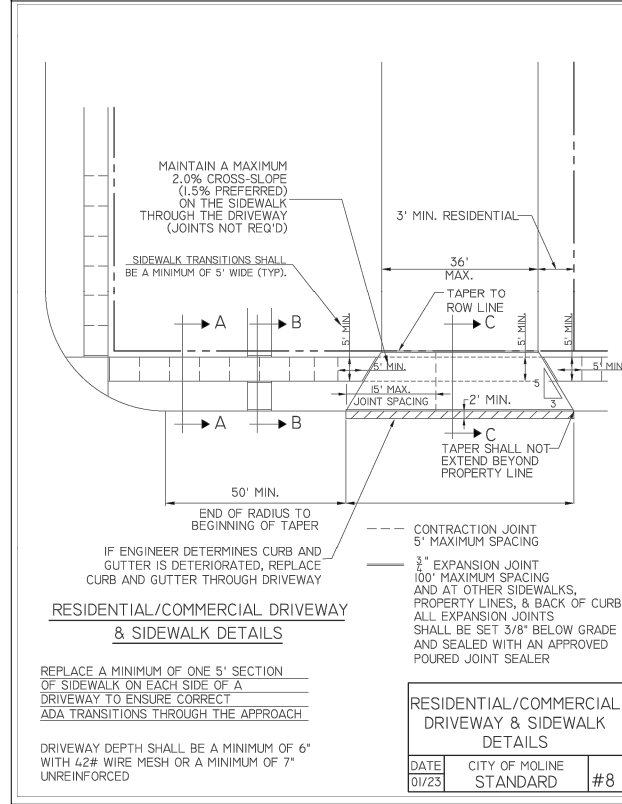 MAINTAIN A MAXIMUM
2.0% CROSS-SLOPE
(1.5% PREFERRED)
ON THE SIDEWALK
THROUGH THE DRIVEWAY
(JOINTS NOT REQ'D)
SIDEWALK TRANSITIONS SHALL
BE A MINIMUM OF 5' WIDE (TYP).
3' MIN. RESIDENTIAL
36'
MAX.
TAPER TO
ROW LINE
A
B
C
5' MIN.
5' MIN.
5' MIN.
5' MIN.
5' MIN
15' MAX.
JOINT SPACING
5
3
2' MIN.
A
B
C
TAPER SHALL NOT
EXTEND BEYOND
PROPERTY LINE
50' MIN.
END OF RADIUS TO
BEGINNING OF TAPER
IF ENGINEER DETERMINES CURB AND
GUTTER IS DETERIORATED, REPLACE
CURB AND GUTTER THROUGH DRIVEWAY
CONTRACTION JOINT
5' MAXIMUM SPACING
3/4" EXPANSION JOINT
100' MAXIMUM SPACING
AND AT OTHER SIDEWALKS,
PROPERTY LINES, & BACK OF CURB
ALL EXPANSION JOINTS
SHALL BE SET 3/8" BELOW GRADE
AND SEALED WITH AN APPROVED
POURED JOINT SEALER
RESIDENTIAL/COMMERCIAL DRIVEWAY
& SIDEWALK DETAILS
REPLACE A MINIMUM OF ONE 5' SECTION
OF SIDEWALK ON EACH SIDE OF A
DRIVEWAY TO ENSURE CORRECT
ADA TRANSITIONS THROUGH THE APPROACH
DRIVEWAY DEPTH SHALL BE A MINIMUM OF 6"
WITH 42# WIRE MESH OR A MINIMUM OF 7"
UNREINFORCED
RESIDENTIAL/COMMERCIAL
DRIVEWAY & SIDEWALK
DETAILS
DATE
01/23
CITY OF MOLINE
STANDARD
#8